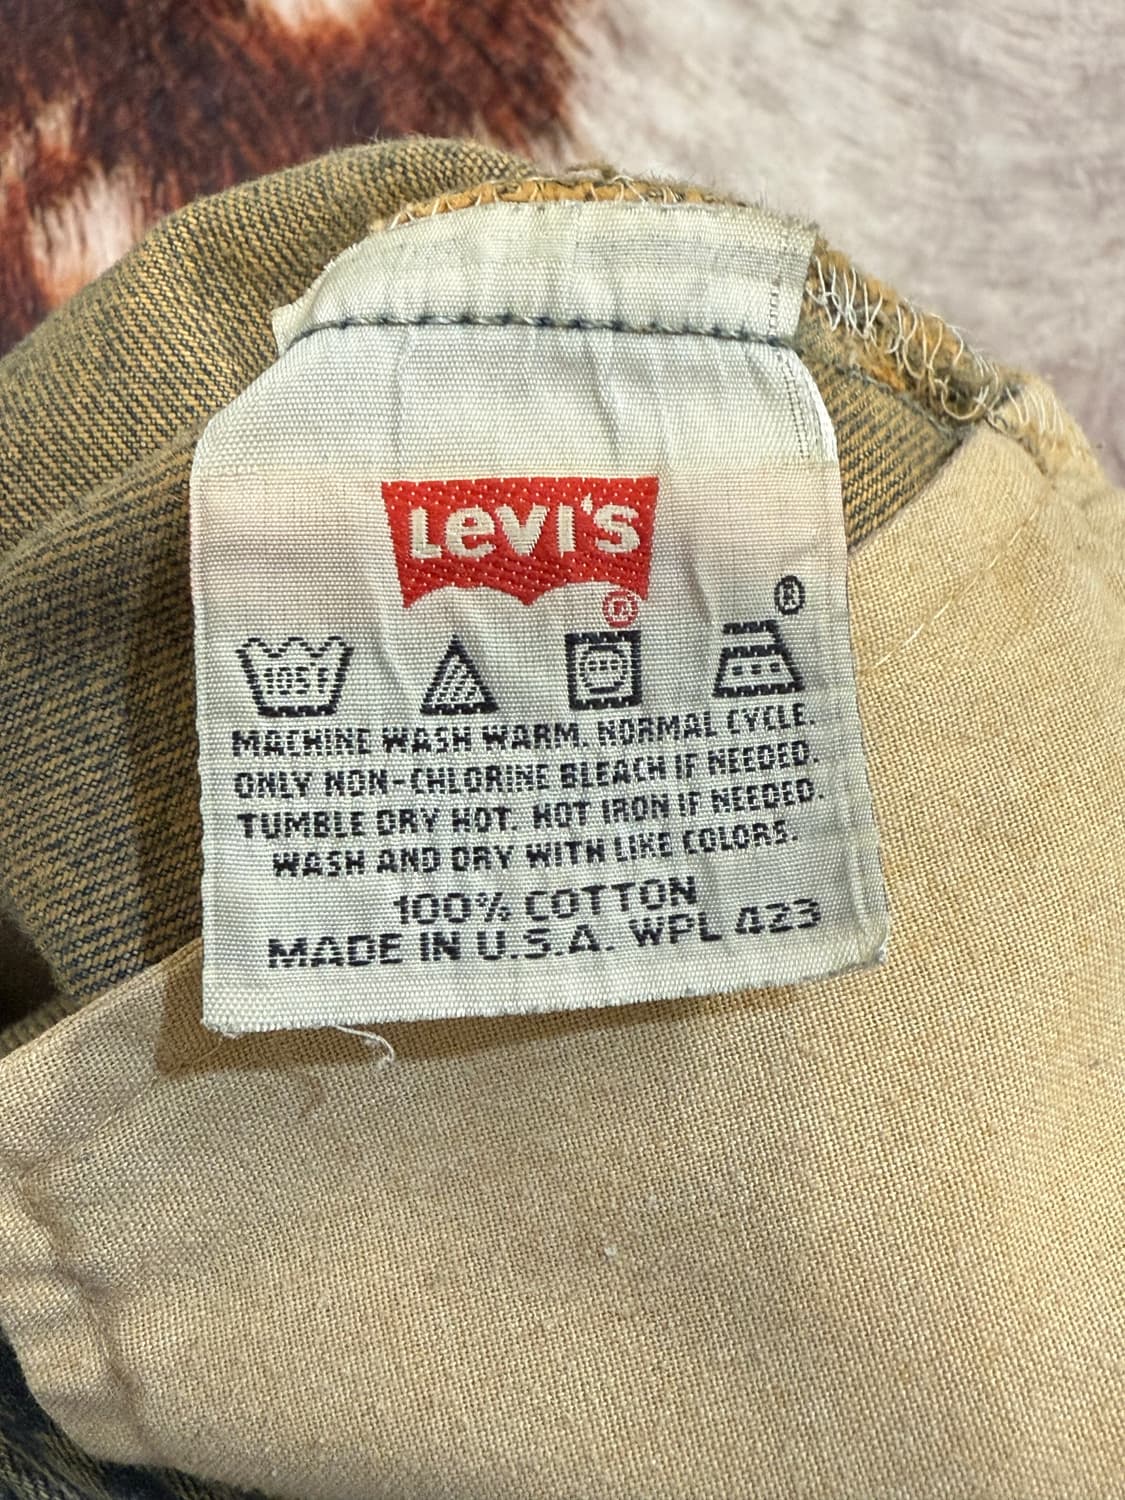 Levi's
®
®
105F
MACHINE WASH WARM. NORMAL CYCLE.
ONLY NON-CHLORINE BLEACH IF NEEDED.
TUMBLE DRY HOT. HOT IRON IF NEEDED.
WASH AND DRY WITH LIKE COLORS.
100% COTTON
MADE IN U.S.A. WPL 423